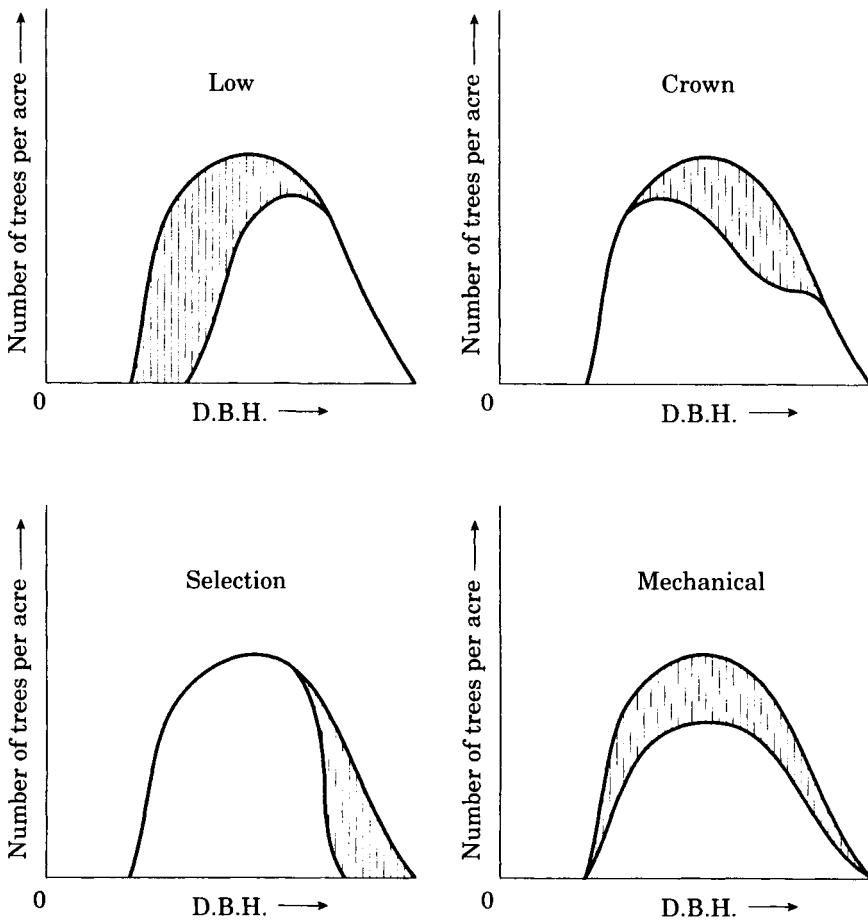 Number of trees per acre
Low
0
D.B.H.
Number of trees per acre
Crown
0
D.B.H.
Number of trees per acre
Selection
0
D.B.H.
Number of trees per acre
Mechanical
0
D.B.H.